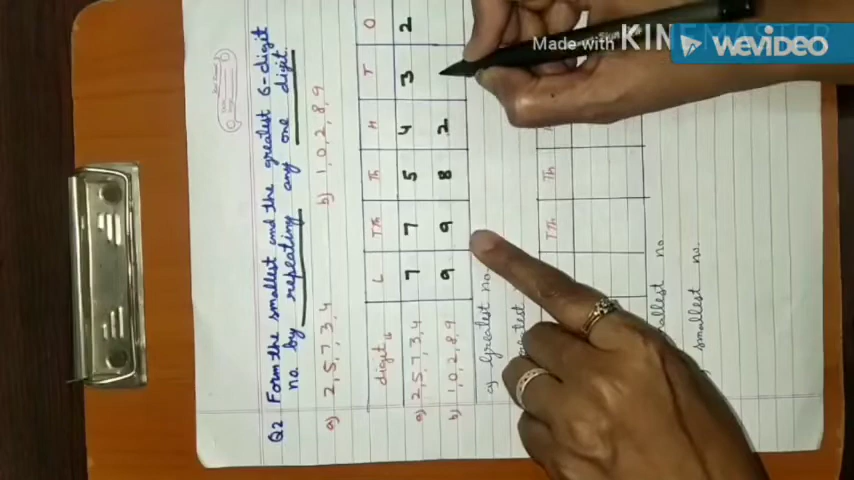 Q2 Form the smallest and the greatest 6-digit
no by repeating any one digit.
a) 2,5,7,3,4 b) 1,0,2,8,9
digits L TTh Th H T O
a) 2,5,7,3,4 7 7 5 4 3 2
b) 1,0,2,8,9 9 9 8 2
a) Greatest no.
TTh Th
smallest no
smallest no.
Made with KINEMASTER
WeVideo